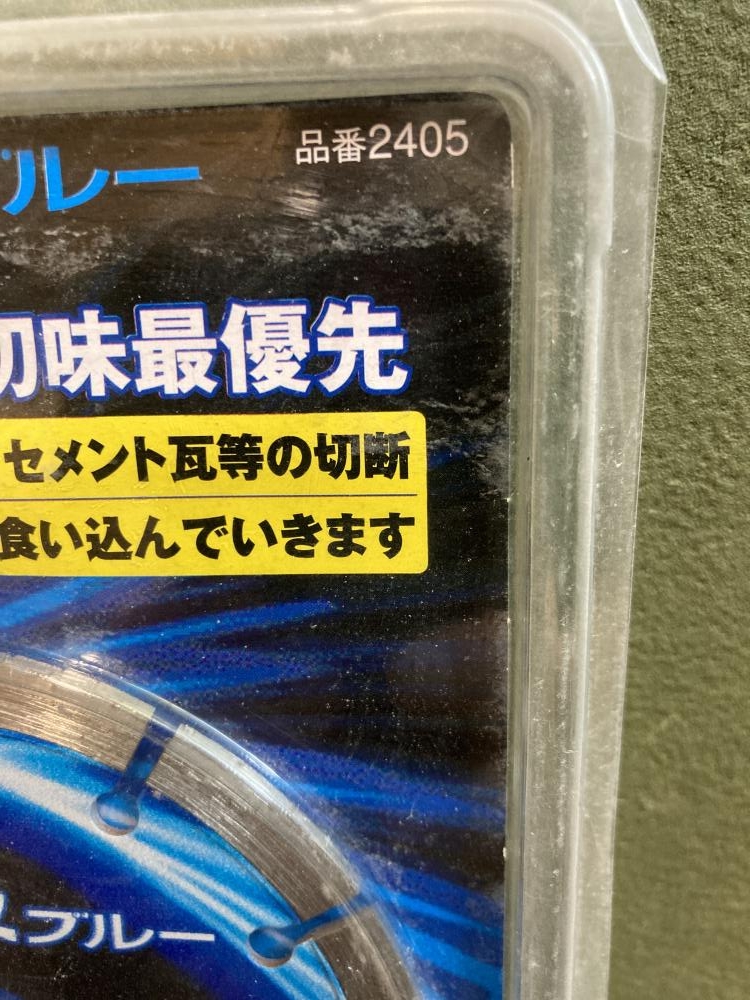 品番2405
ブルー
切味最優先
セメント瓦等の切断
食い込んでいきます
スブルー